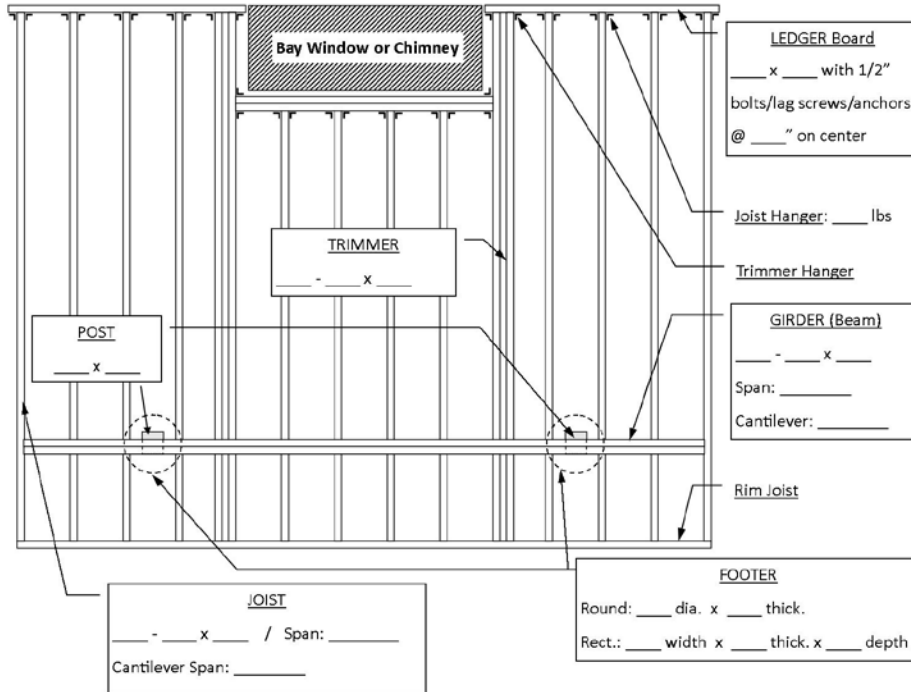 Bay Window or Chimney
LEDGER Board
____ x ____ with 1/2”
bolts/lag screws/anchors
@ ____” on center
Joist Hanger: ____ lbs
TRIMMER
____ - ____ x ____
Trimmer Hanger
POST
____ x ____
GIRDER (Beam)
____ - ____ x ____
Span: ________
Cantilever: ________
Rim Joist
JOIST
____ - ____ x ____ / Span: ________
Cantilever Span: ________
FOOTER
Round: ____ dia. x ____ thick.
Rect.: ____ width x ____ thick. x ____ depth